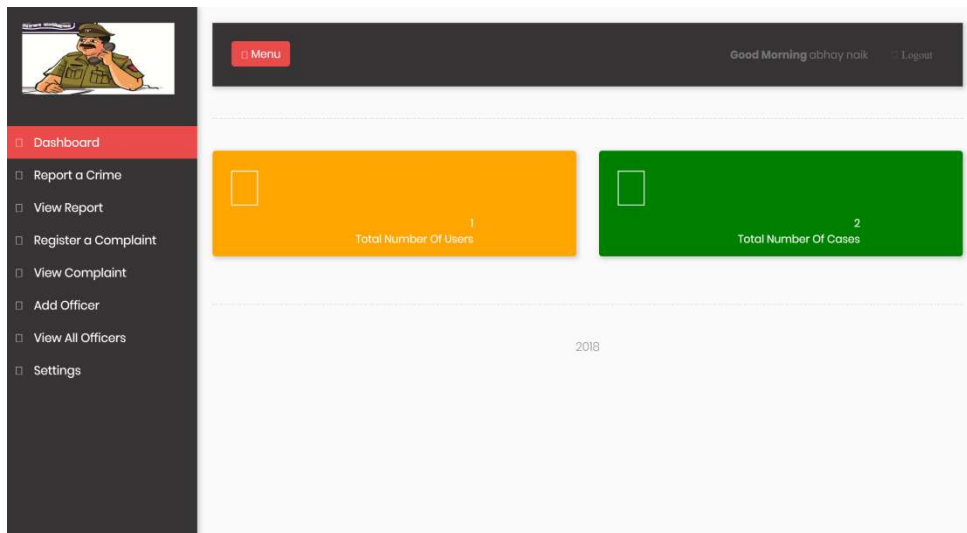 Menu
Good Morning abhay naik
Logout
Dashboard
Report a Crime
View Report
Register a Complaint
View Complaint
Add Officer
View All Officers
Settings
1
Total Number Of Users
2
Total Number Of Cases
2018